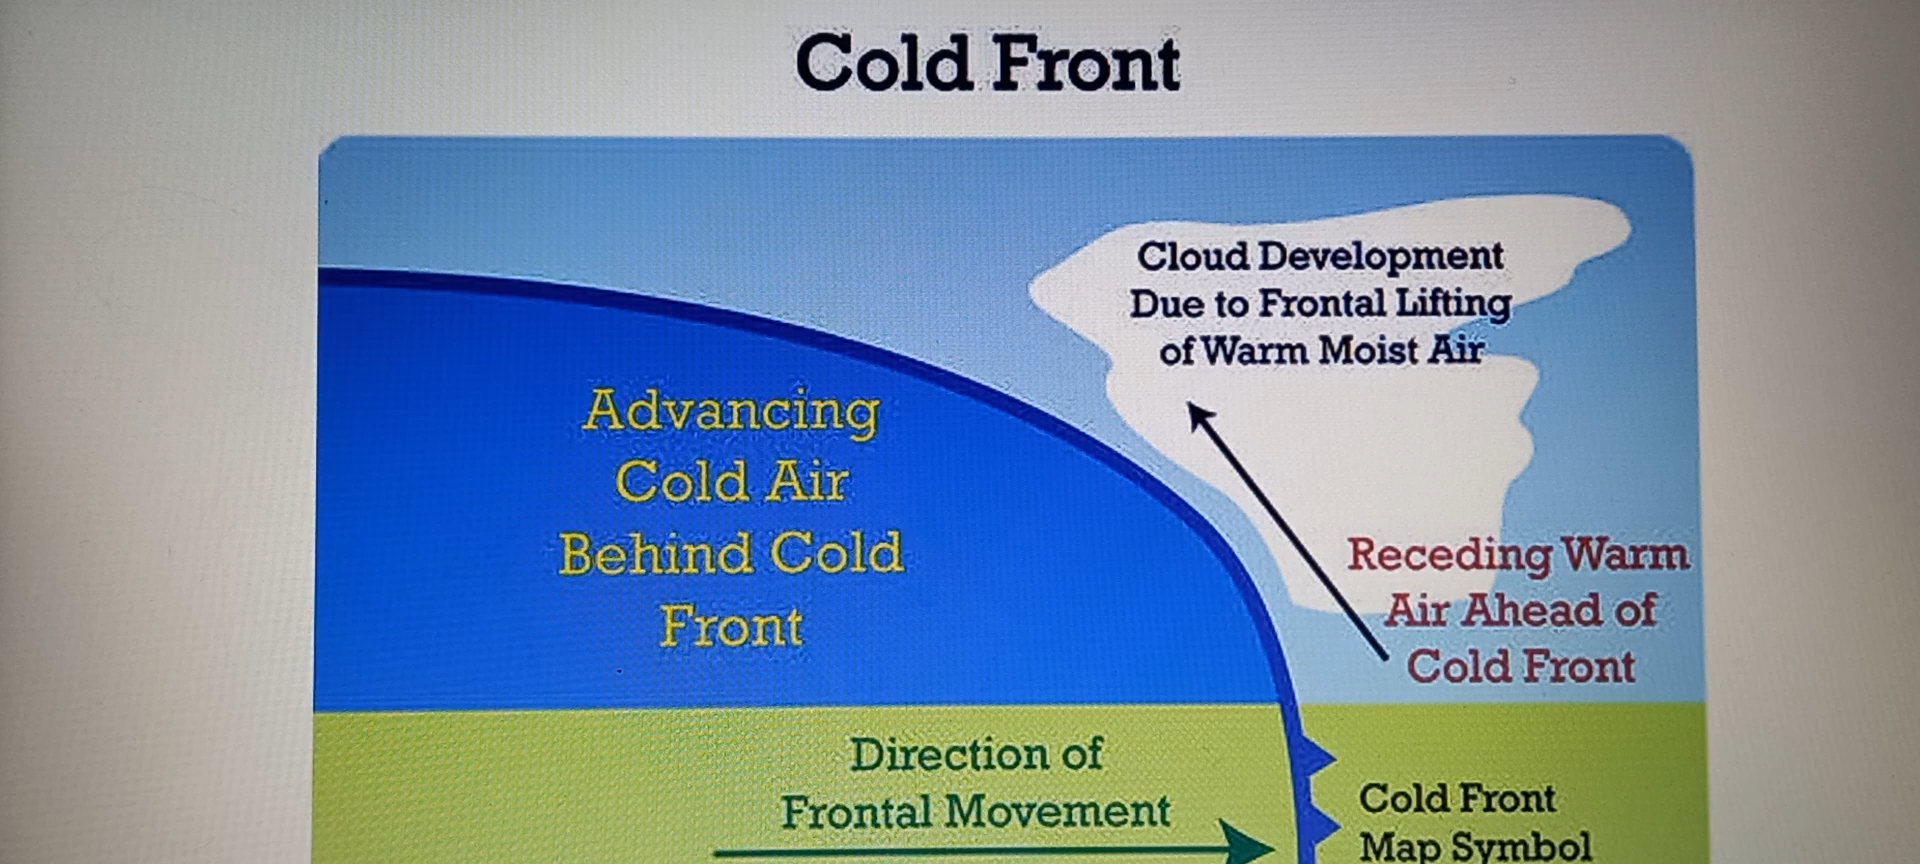 Cold Front
Cloud Development
Due to Frontal Lifting
of Warm Moist Air
Advancing
Cold Air
Behind Cold
Front
Receding Warm
Air Ahead of
Cold Front
Direction of
Frontal Movement
Cold Front
Map Symbol